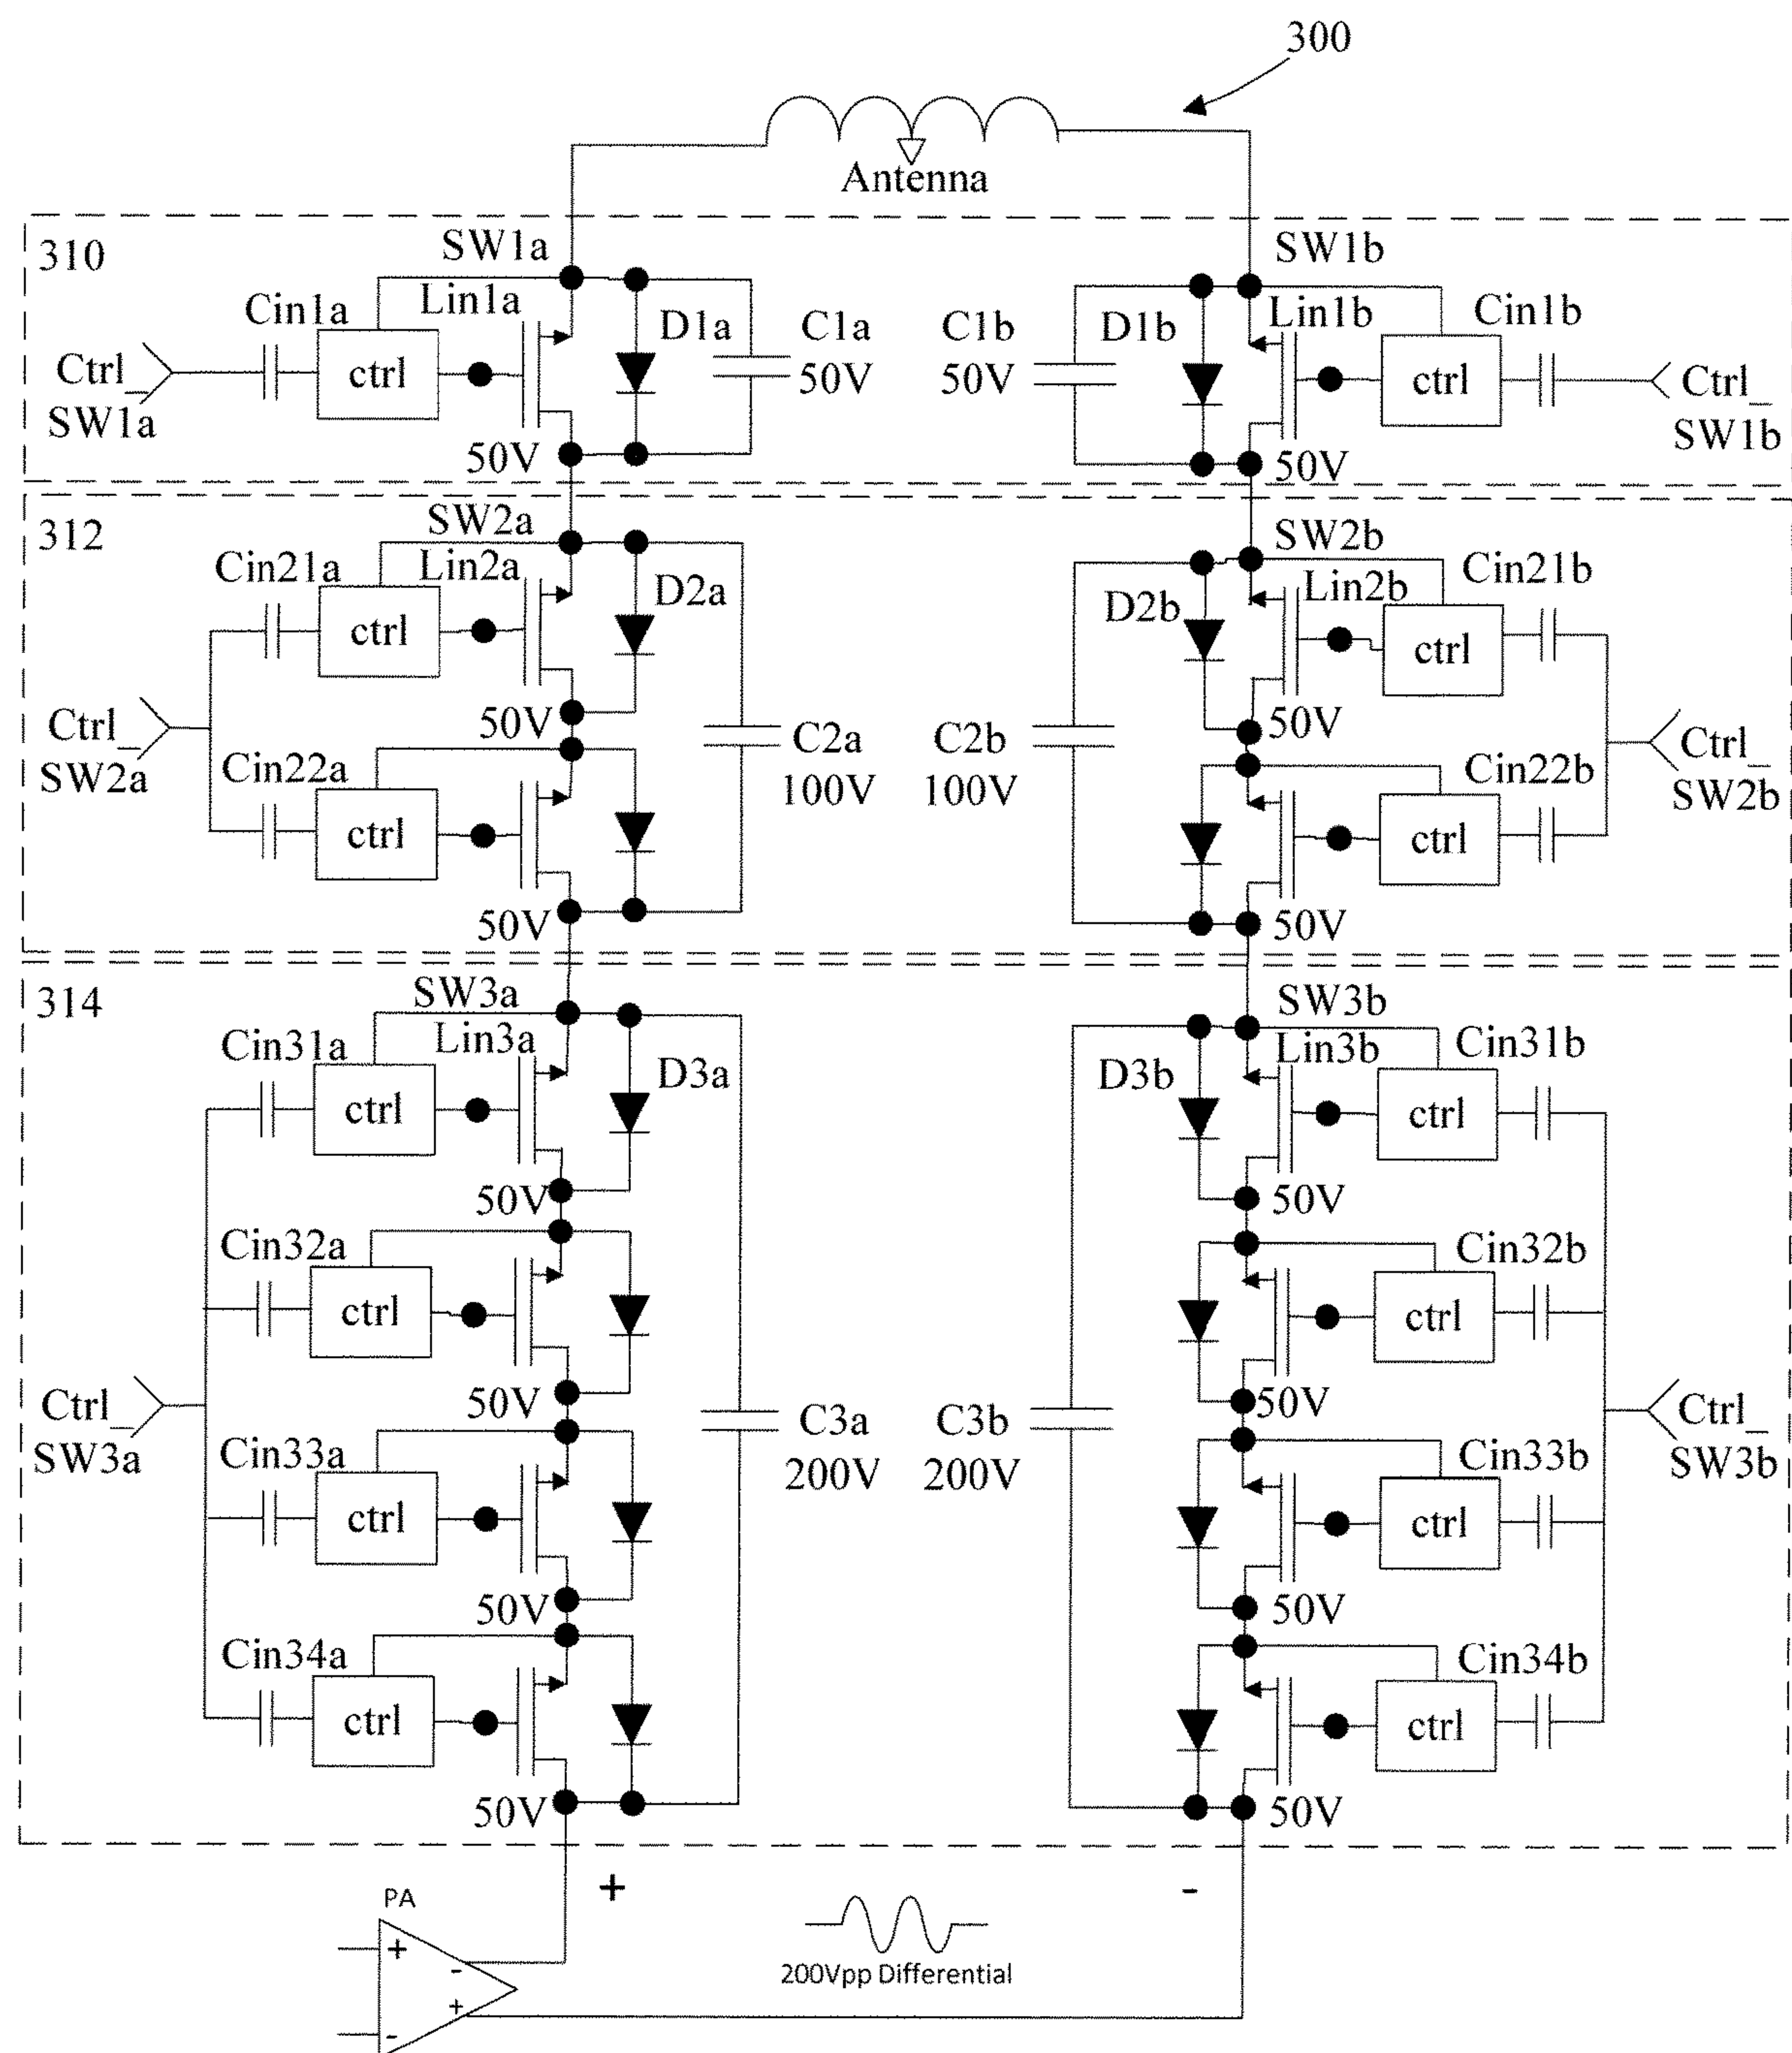 300
Antenna
310
SW1a
SW1b
Cin1a
Lin1a
D1a
C1a
50V
C1b
50V
D1b
Lin1b
Cin1b
Ctrl_
SW1a
ctrl
ctrl
Ctrl_
SW1b
50V
50V
312
SW2a
SW2b
Cin21a
Lin2a
D2a
D2b
Lin2b
Cin21b
ctrl
ctrl
Ctrl_
SW2a
50V
C2a
100V
C2b
100V
50V
Ctrl_
SW2b
Cin22a
Cin22b
ctrl
ctrl
50V
50V
314
SW3a
SW3b
Cin31a
Lin3a
D3a
D3b
Lin3b
Cin31b
ctrl
ctrl
50V
50V
Cin32a
Cin32b
ctrl
ctrl
Ctrl_
SW3a
50V
C3a
200V
C3b
200V
50V
Ctrl_
SW3b
Cin33a
Cin33b
ctrl
ctrl
50V
50V
Cin34a
Cin34b
ctrl
ctrl
50V
50V
+
-
PA
+
-
+
-
200Vpp Differential